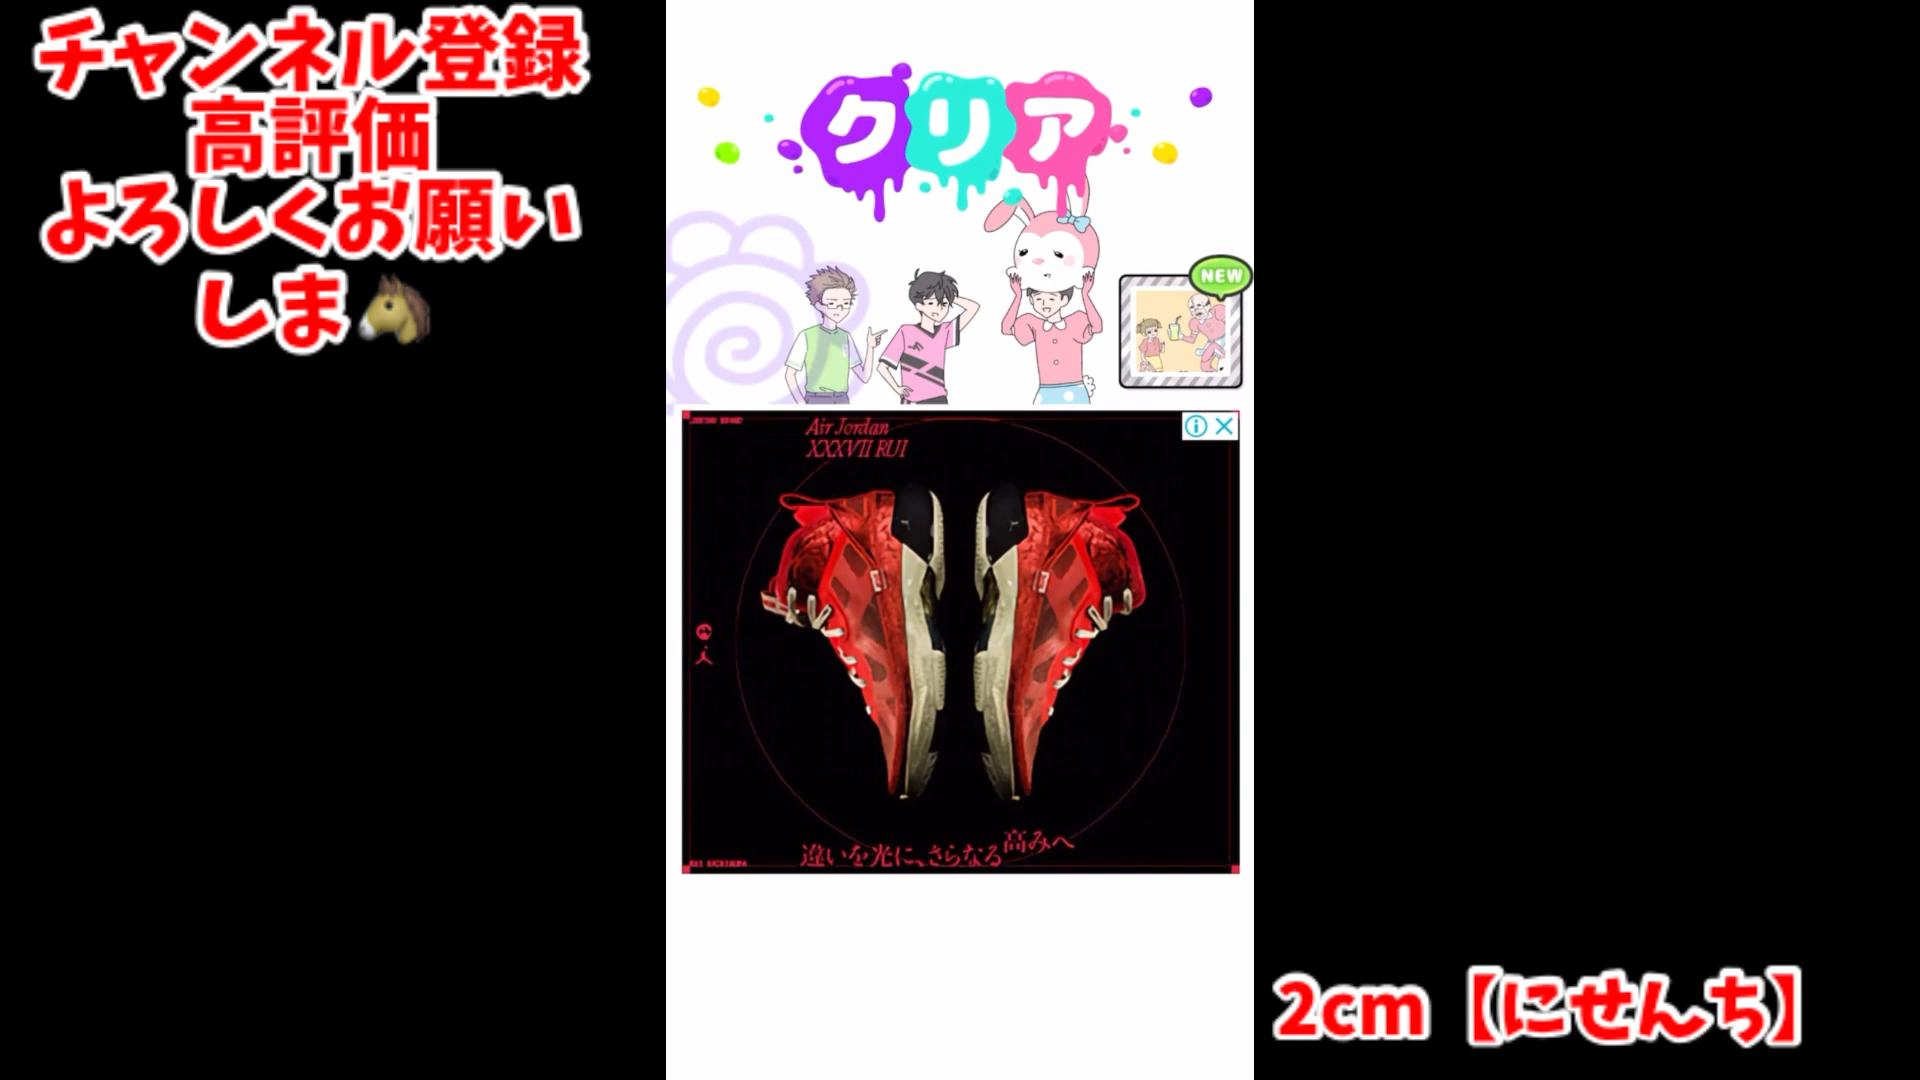 チャンネル登録
高評価
よろしくお願い
しま🐴
クリア
NEW
Air Jordan
XXXVII RUI
違いを光に、さらなる高みへ
2cm【にせんち】